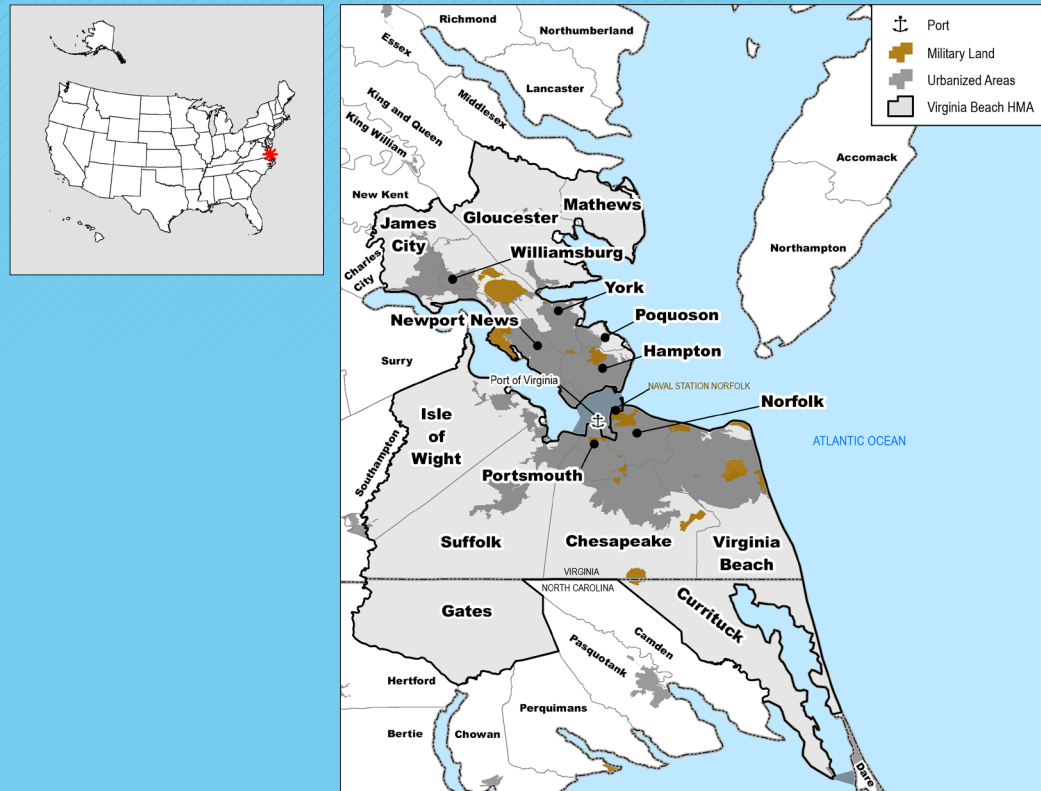 Port
Military Land
Urbanized Areas
Virginia Beach HMA
Richmond
Northumberland
Essex
Lancaster
Middlesex
King and Queen
King William
New Kent
Accomack
Northampton
Mathews
Gloucester
James
City
Charles
City
Williamsburg
York
Newport News
Poquoson
Hampton
Surry
Port of Virginia
NAVAL STATION NORFOLK
Norfolk
Isle
of
Wight
ATLANTIC OCEAN
Southampton
Portsmouth
Suffolk
Chesapeake
Virginia
Beach
VIRGINIA
NORTH CAROLINA
Gates
Currituck
Camden
Pasquotank
Hertford
Perquimans
Bertie
Chowan
Dare